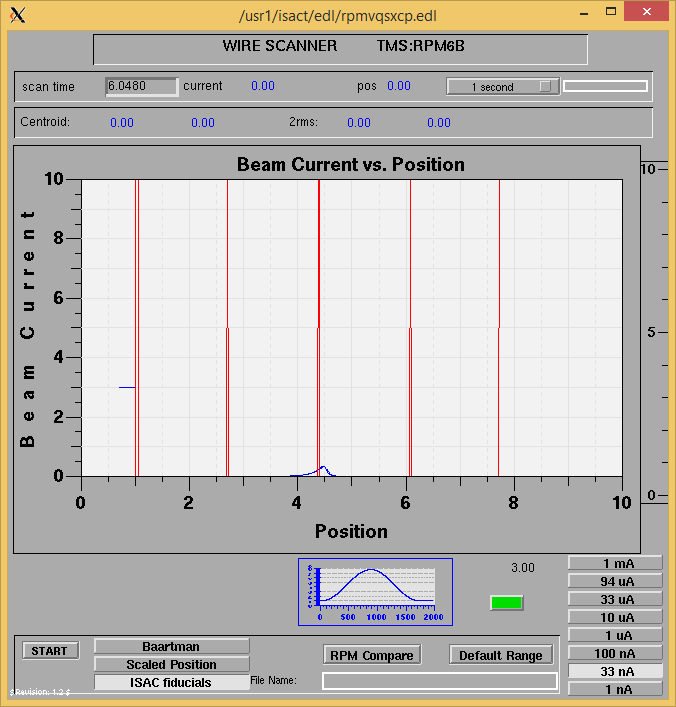 /usr1/isact/edl/rpmvqsxcp.edl
WIRE SCANNER TMS:RPM6B
scan time 6.0480 current 0.00 pos 0.00 1 second
Centroid: 0.00 0.00 2rms: 0.00 0.00
Beam Current vs. Position
Beam Current
10
8
6
4
2
0
0 2 4 6 8 10
Position
10
5
0
8
0 500 1000 1500 2000
3.00
1 mA
94 uA
33 uA
10 uA
1 uA
100 nA
33 nA
1 nA
START
Baartman
Scaled Position
ISAC fiducials
RPM Compare
Default Range
File Name:
$Revision: 1.2 $